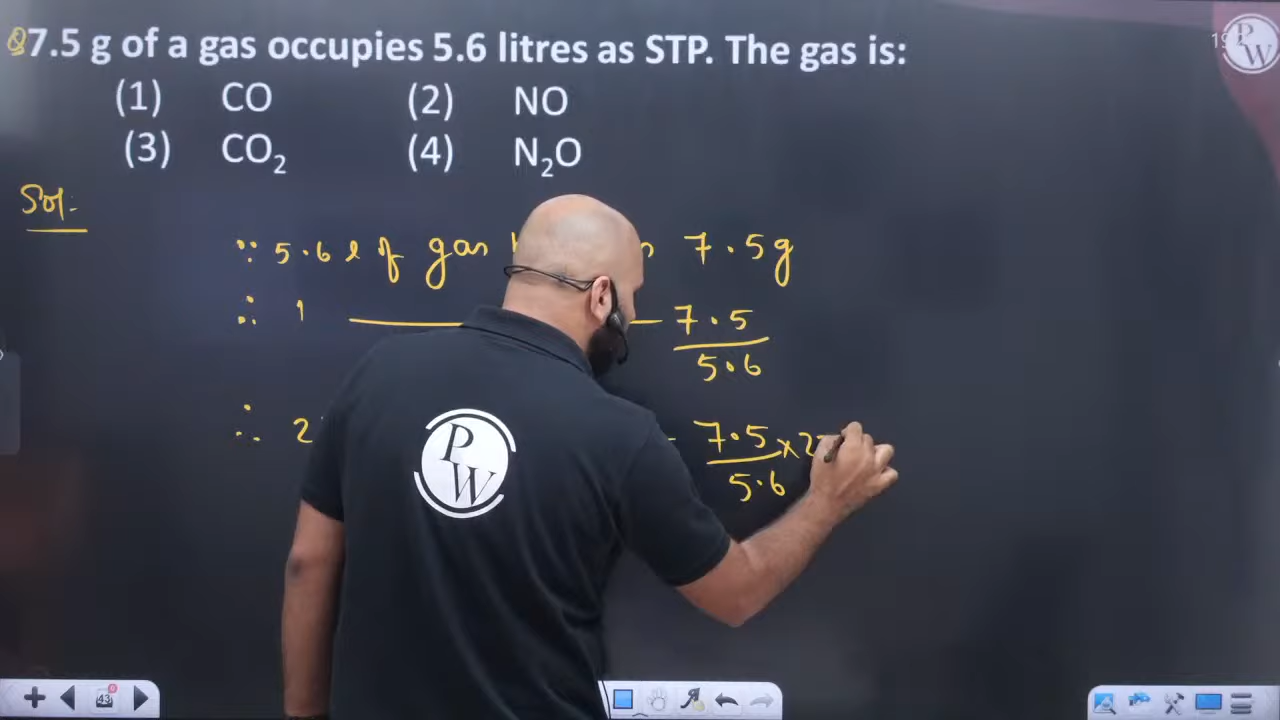 Q7.5 g of a gas occupies 5.6 litres as STP. The gas is:
(1) CO (2) NO
(3) CO₂ (4) N₂O
Sol.
∵ 5.6 l of gas 7.5g
∴ 1 7.5/5.6
∴ 2 7.5/5.6 × 2
PW
PW
43